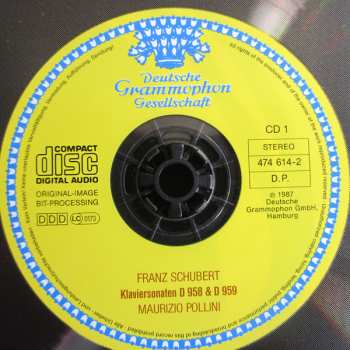 Deutsche
Grammophon
Gesellschaft
CD 1
COMPACT
disc
DIGITAL AUDIO
STEREO
474 614-2
ORIGINAL-IMAGE
BIT-PROCESSING
D.P.
DDD LC 0173
℗ 1987
Deutsche
Grammophon GmbH,
Hamburg
FRANZ SCHUBERT
Klaviersonaten D 958 & D 959
MAURIZIO POLLINI